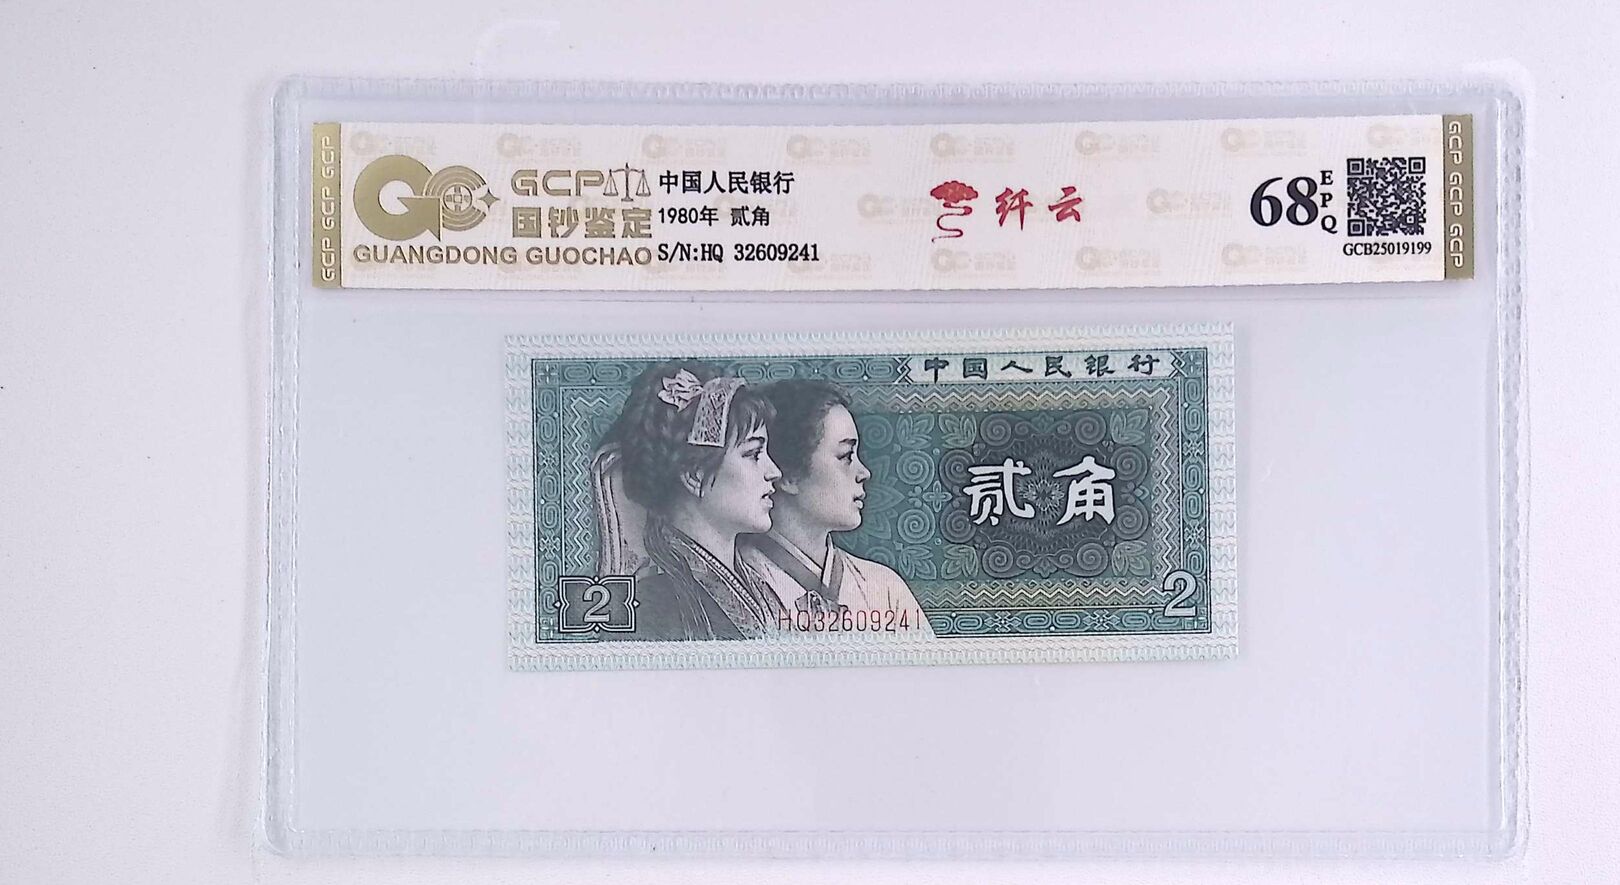 GCP GCP GCP
GCP
国钞鉴定
GUANGDONG GUOCHAO
中国人民银行
1980年 贰角
S/N:HQ 32609241
纤云
68
EPQ
GCB25019199
GCP GCP GCP
中国人民银行
贰角
2
HQ32609241
2